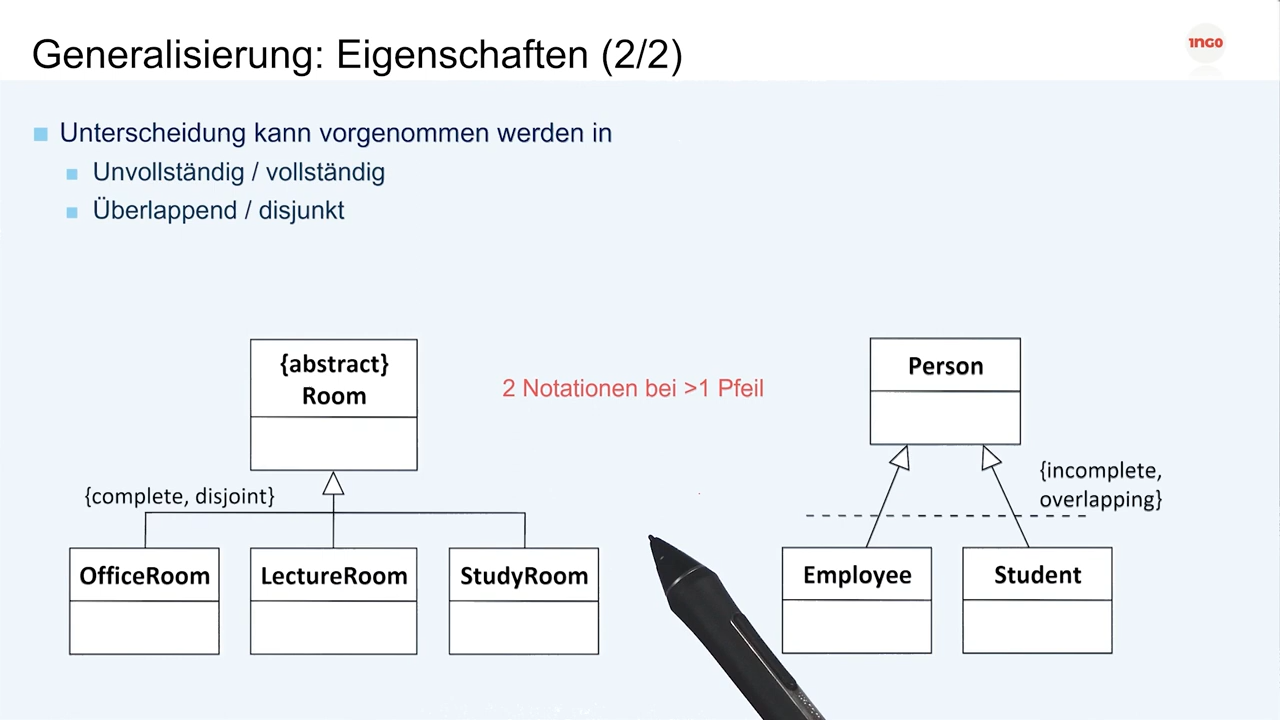 Generalisierung: Eigenschaften (2/2)
1NGO
Unterscheidung kann vorgenommen werden in
Unvollständig / vollständig
Überlappend / disjunkt
{abstract}
Room
2 Notationen bei >1 Pfeil
Person
{complete, disjoint}
{incomplete,
overlapping}
OfficeRoom
LectureRoom
StudyRoom
Employee
Student